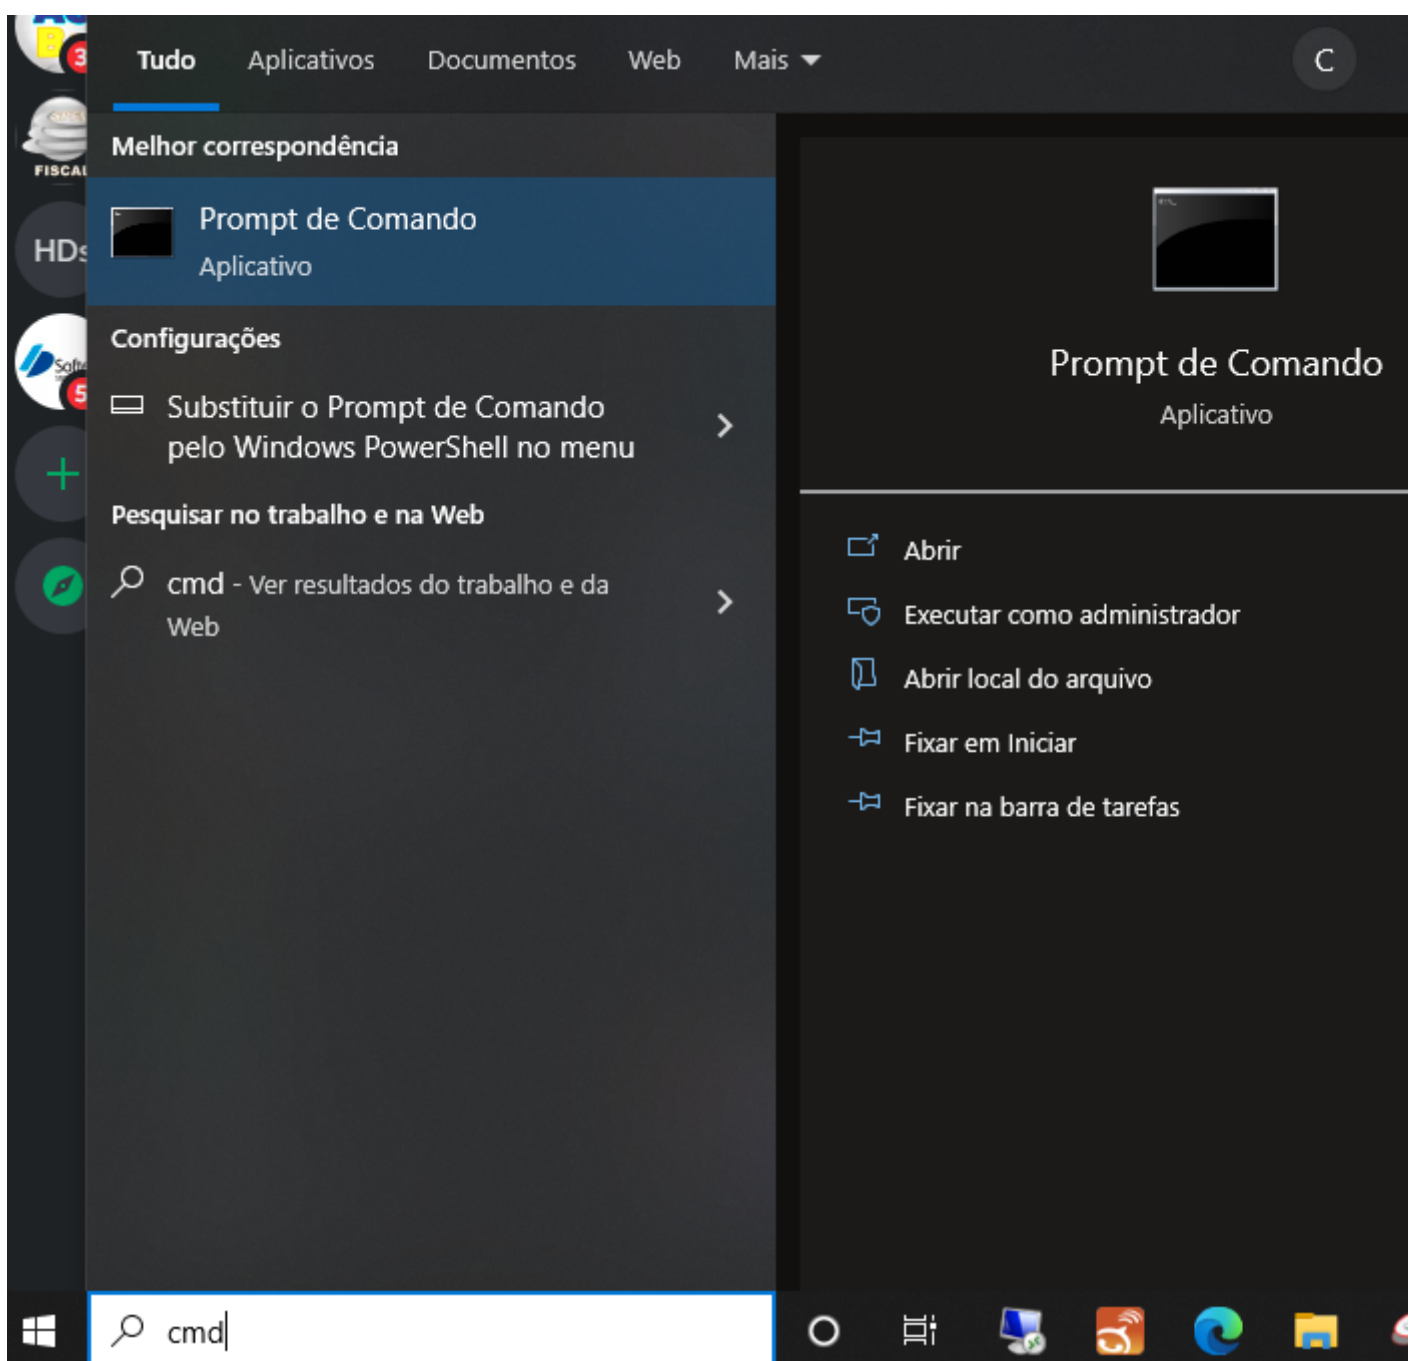 Tudo Aplicativos Documentos Web Mais C
3
Melhor correspondência
FISCAL
Prompt de Comando
Aplicativo
HDs
Configurações
5
Substituir o Prompt de Comando
pelo Windows PowerShell no menu
Pesquisar no trabalho e na Web
cmd - Ver resultados do trabalho e da
Web
Prompt de Comando
Aplicativo
Abrir
Executar como administrador
Abrir local do arquivo
Fixar em Iniciar
Fixar na barra de tarefas
cmd